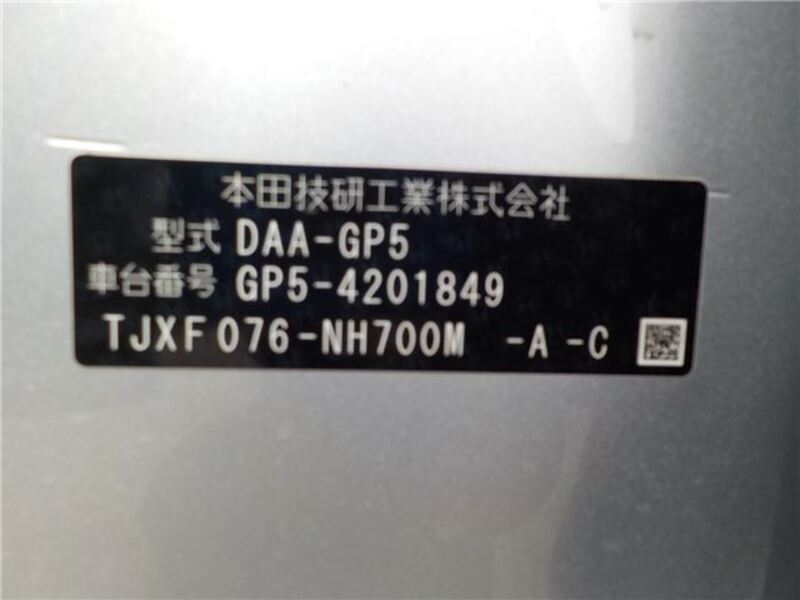 本田技研工業株式会社
型式 DAA-GP5
車台番号 GP5-4201849
TJXF076-NH700M -A -C